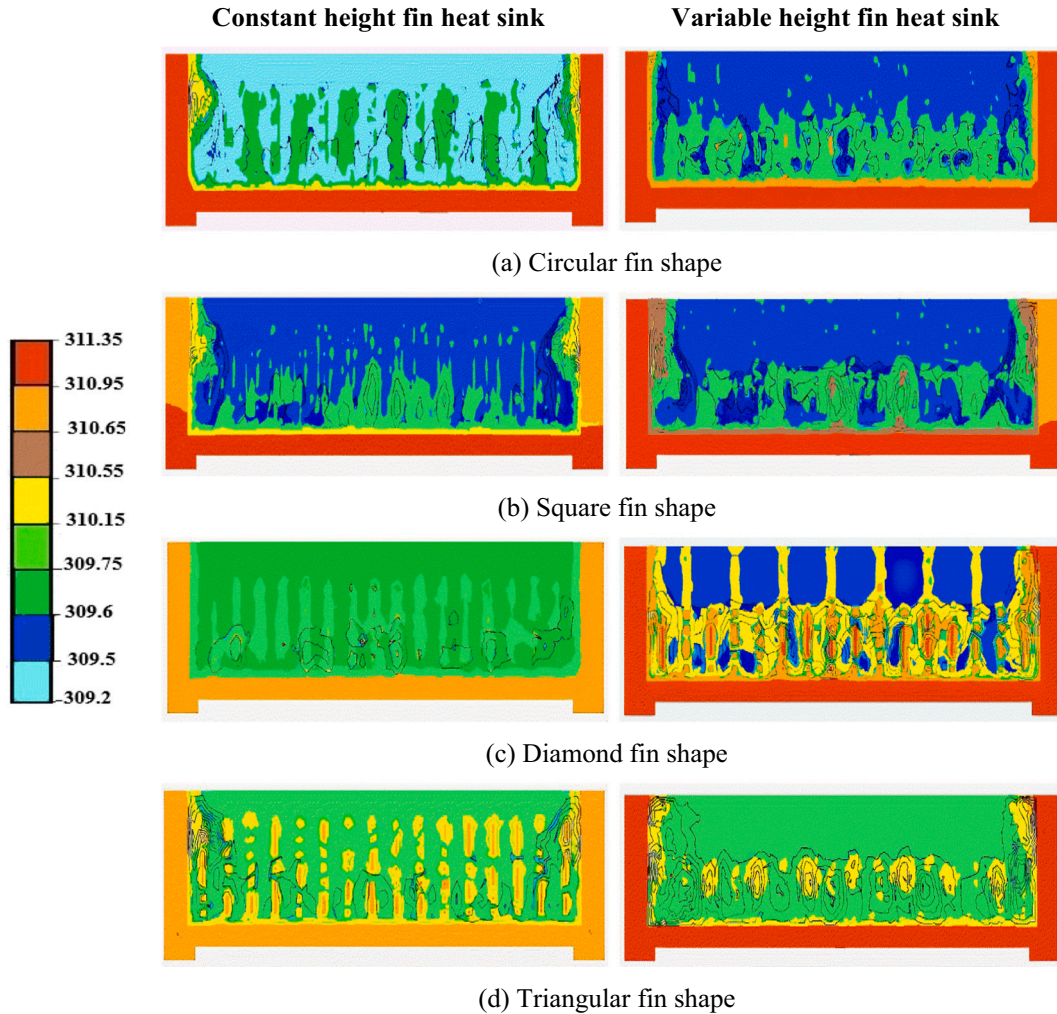 Constant height fin heat sink
Variable height fin heat sink
(a) Circular fin shape
311.35
310.95
310.65
310.55
310.15
309.75
309.6
309.5
309.2
(b) Square fin shape
(c) Diamond fin shape
(d) Triangular fin shape